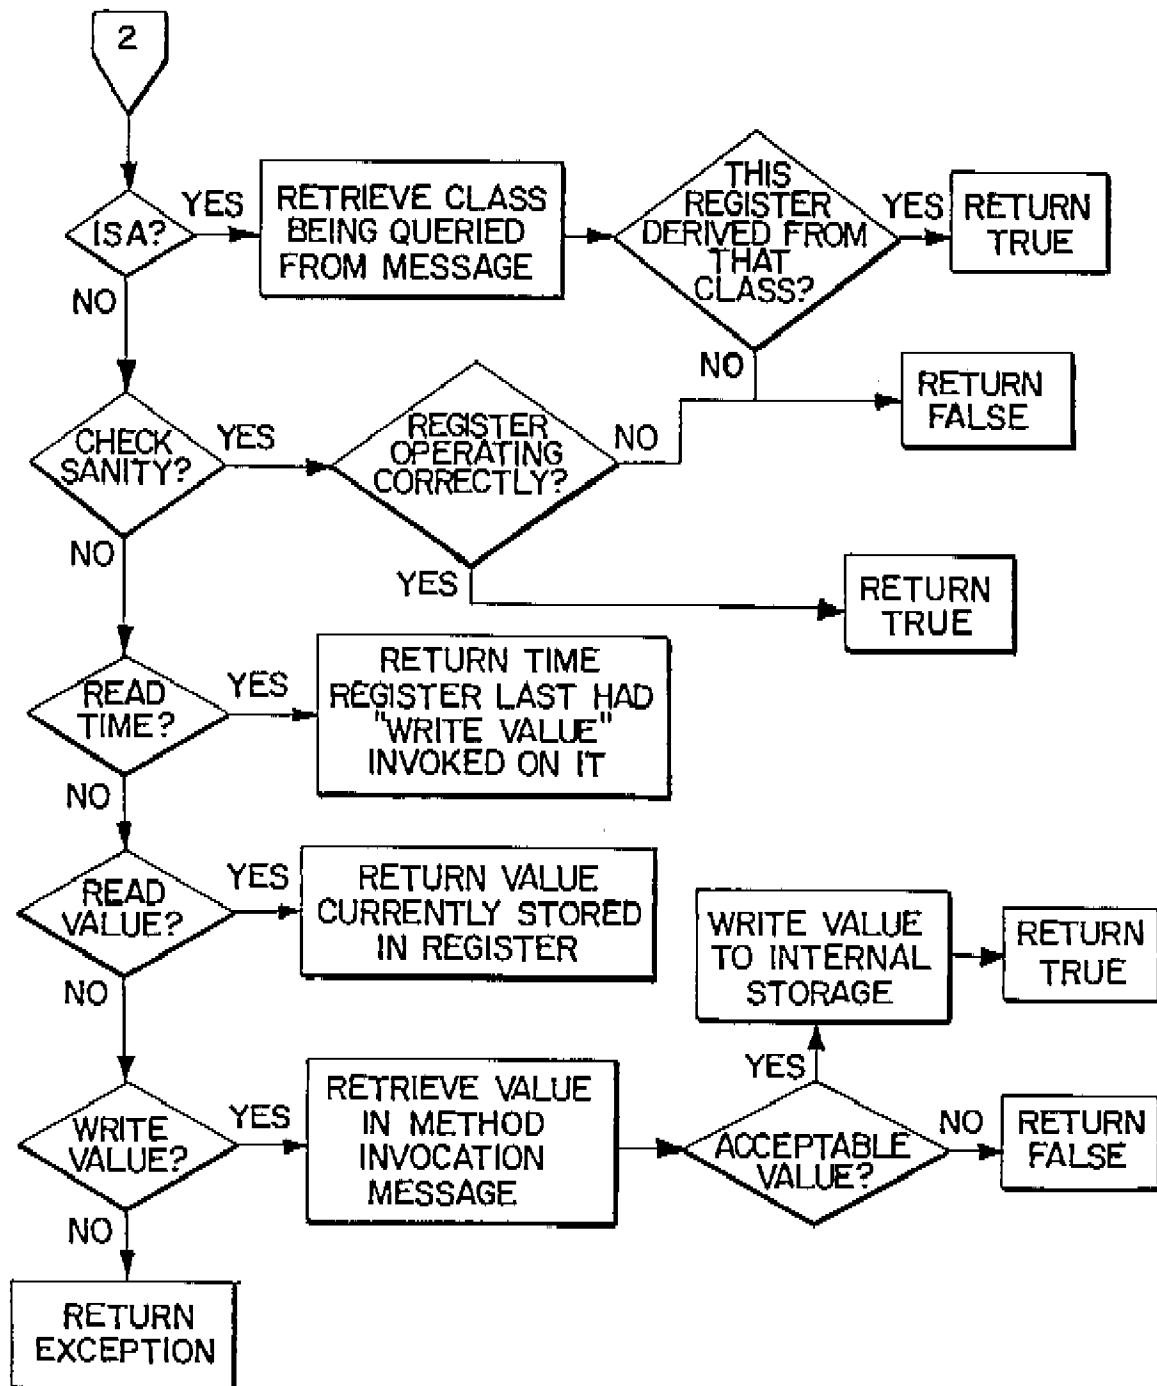 2
ISA?
YES
RETRIEVE CLASS
BEING QUERIED
FROM MESSAGE
THIS
REGISTER
DERIVED FROM
THAT
CLASS?
YES
RETURN
TRUE
NO
NO
RETURN
FALSE
CHECK
SANITY?
YES
REGISTER
OPERATING
CORRECTLY?
NO
NO
YES
RETURN
TRUE
READ
TIME?
YES
RETURN TIME
REGISTER LAST HAD
"WRITE VALUE"
INVOKED ON IT
NO
READ
VALUE?
YES
RETURN VALUE
CURRENTLY STORED
IN REGISTER
WRITE VALUE
TO INTERNAL
STORAGE
RETURN
TRUE
NO
YES
WRITE
VALUE?
YES
RETRIEVE VALUE
IN METHOD
INVOCATION
MESSAGE
ACCEPTABLE
VALUE?
NO
RETURN
FALSE
NO
RETURN
EXCEPTION